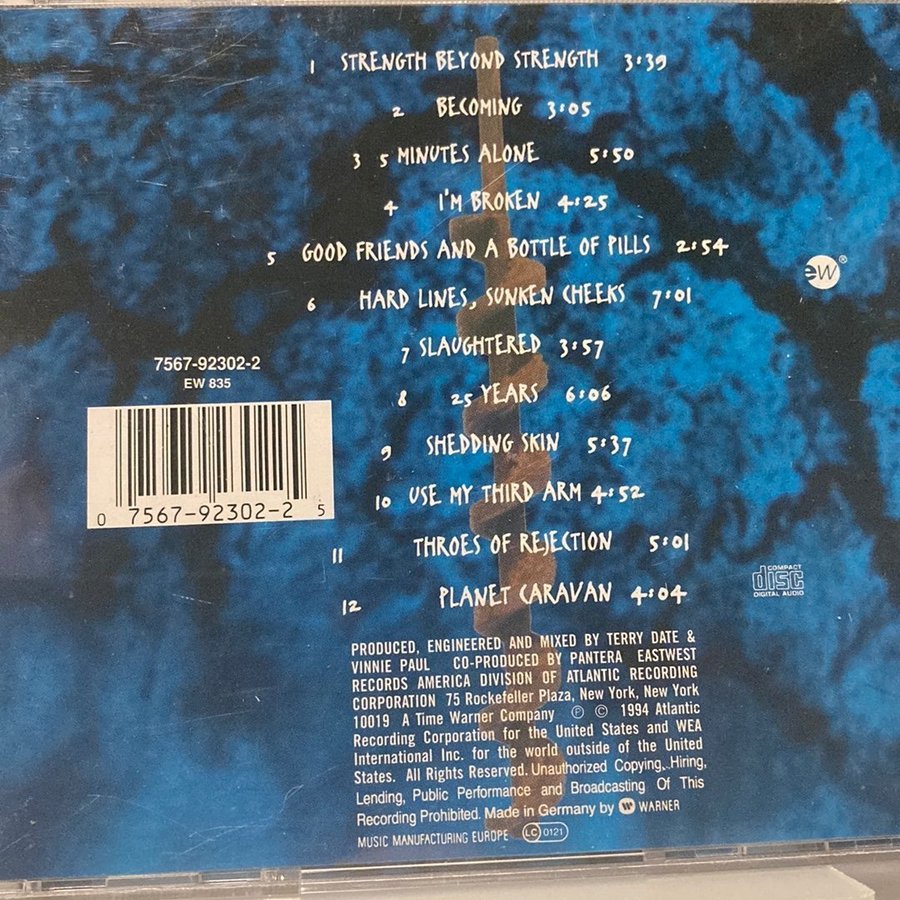 1 STRENGTH BEYOND STRENGTH 3:39
2 BECOMING 3:05
3 5 MINUTES ALONE 5:50
4 I'M BROKEN 4:25
5 GOOD FRIENDS AND A BOTTLE OF PILLS 2:54
6 HARD LINES, SUNKEN CHEEKS 7:01
7 SLAUGHTERED 3:57
8 25 YEARS 6:06
9 SHEDDING SKIN 5:37
10 USE MY THIRD ARM 4:52
11 THROES OF REJECTION 5:01
12 PLANET CARAVAN 4:04
ew®
7567-92302-2
EW 835
0 7567-92302-2 5
COMPACT
disc
DIGITAL AUDIO
PRODUCED, ENGINEERED AND MIXED BY TERRY DATE &
VINNIE PAUL CO-PRODUCED BY PANTERA EASTWEST
RECORDS AMERICA DIVISION OF ATLANTIC RECORDING
CORPORATION 75 Rockefeller Plaza, New York, New York
10019 A Time Warner Company ℗ © 1994 Atlantic
Recording Corporation for the United States and WEA
International Inc. for the world outside of the United
States. All Rights Reserved. Unauthorized Copying, Hiring,
Lending, Public Performance and Broadcasting Of This
Recording Prohibited. Made in Germany by WARNER
MUSIC MANUFACTURING EUROPE LC 0121